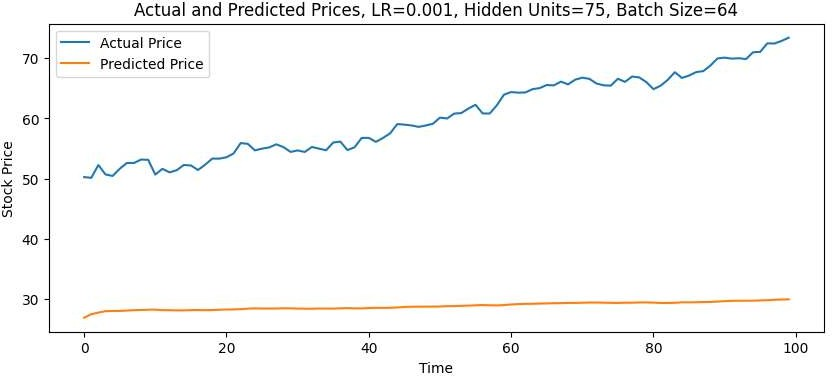 Actual and Predicted Prices, LR=0.001, Hidden Units=75, Batch Size=64
Actual Price
Predicted Price
Stock Price
70
60
50
40
30
0
20
40
60
80
100
Time